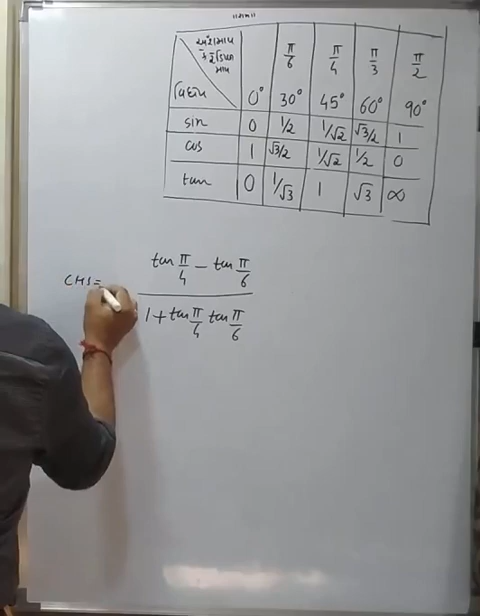 અંશમાપ
π/6 π/4 π/3 π/2
0° 30° 45° 60° 90°
sin 0 1/2 1/√2 √3/2 1
cos 1 √3/2 1/√2 1/2 0
tan 0 1/√3 1 √3 ∞
tan π/4 - tan π/6
LHS =
1 + tan π/4 tan π/6